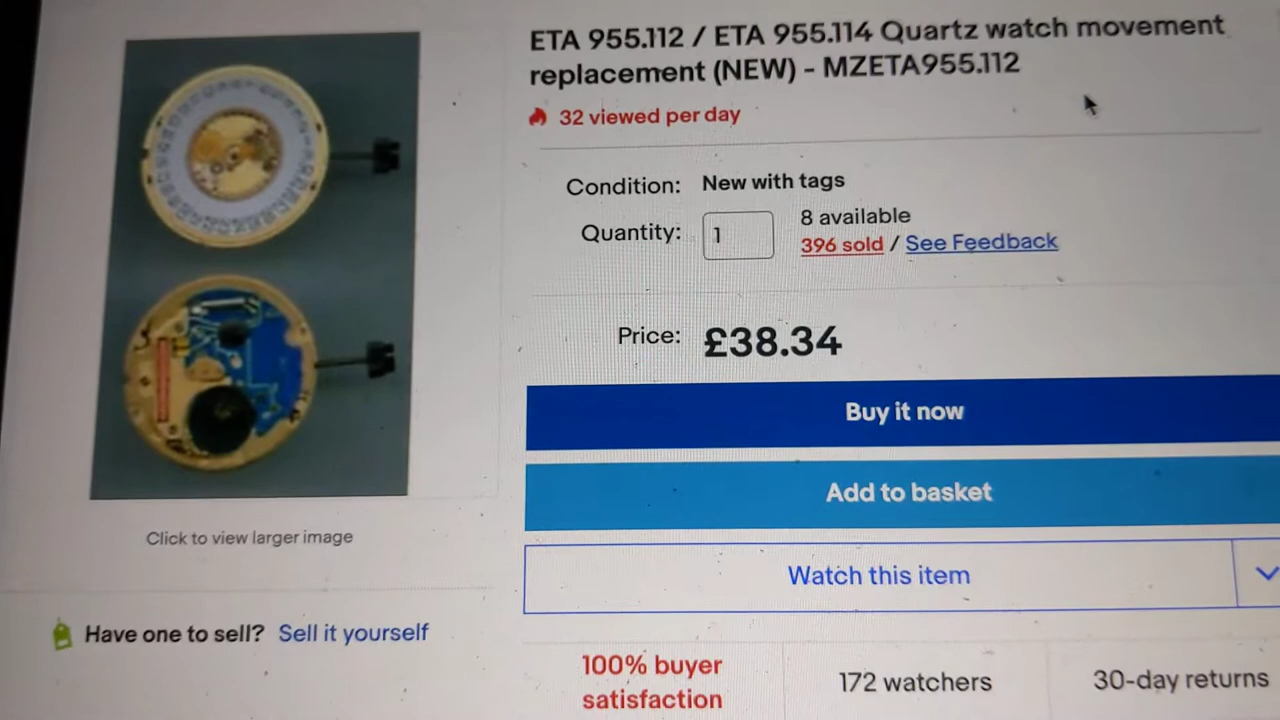 ETA 955.112 / ETA 955.114 Quartz watch movement
replacement (NEW) - MZETA955.112
32 viewed per day
Condition: New with tags
Quantity: 1 8 available
396 sold / See Feedback
Price: £38.34
Buy it now
Add to basket
Watch this item
Click to view larger image
Have one to sell? Sell it yourself
100% buyer
satisfaction
172 watchers
30-day returns